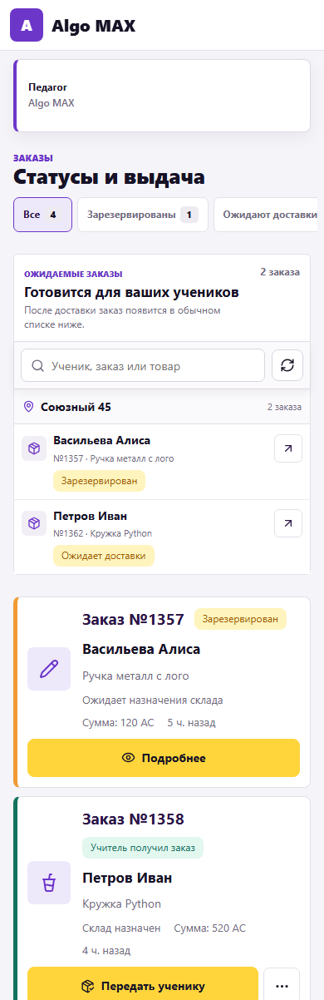 A Algo MAX
Педагог
Algo MAX
ЗАКАЗЫ
Статусы и выдача
Все 4 Зарезервированы 1 Ожидают доставки
ОЖИДАЕМЫЕ ЗАКАЗЫ 2 заказа
Готовится для ваших учеников
После доставки заказ появится в обычном
списке ниже.
Ученик, заказ или товар
Союзный 45 2 заказа
Васильева Алиса
№1357 · Ручка металл с лого
Зарезервирован
Петров Иван
№1362 · Кружка Python
Ожидает доставки
Заказ №1357 Зарезервирован
Васильева Алиса
Ручка металл с лого
Ожидает назначения склада
Сумма: 120 АС 5 ч. назад
Подробнее
Заказ №1358
Учитель получил заказ
Петров Иван
Кружка Python
Склад назначен Сумма: 520 АС
4 ч. назад
Передать ученику